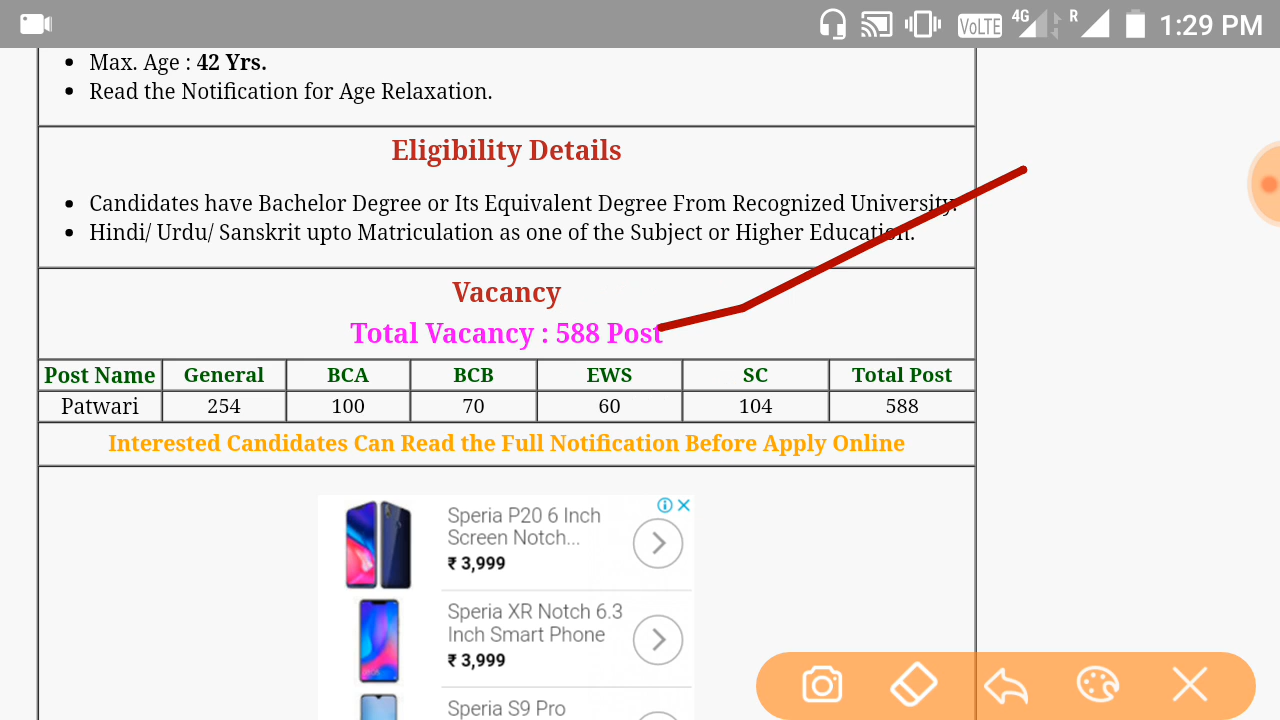 VoLTE 4G R 1:29 PM
Max. Age : 42 Yrs.
Read the Notification for Age Relaxation.
Eligibility Details
Candidates have Bachelor Degree or Its Equivalent Degree From Recognized University.
Hindi/ Urdu/ Sanskrit upto Matriculation as one of the Subject or Higher Education.
Vacancy
Total Vacancy : 588 Post
Post Name General BCA BCB EWS SC Total Post
Patwari 254 100 70 60 104 588
Interested Candidates Can Read the Full Notification Before Apply Online
Speria P20 6 Inch
Screen Notch...
₹ 3,999
Speria XR Notch 6.3
Inch Smart Phone
₹ 3,999
Speria S9 Pro